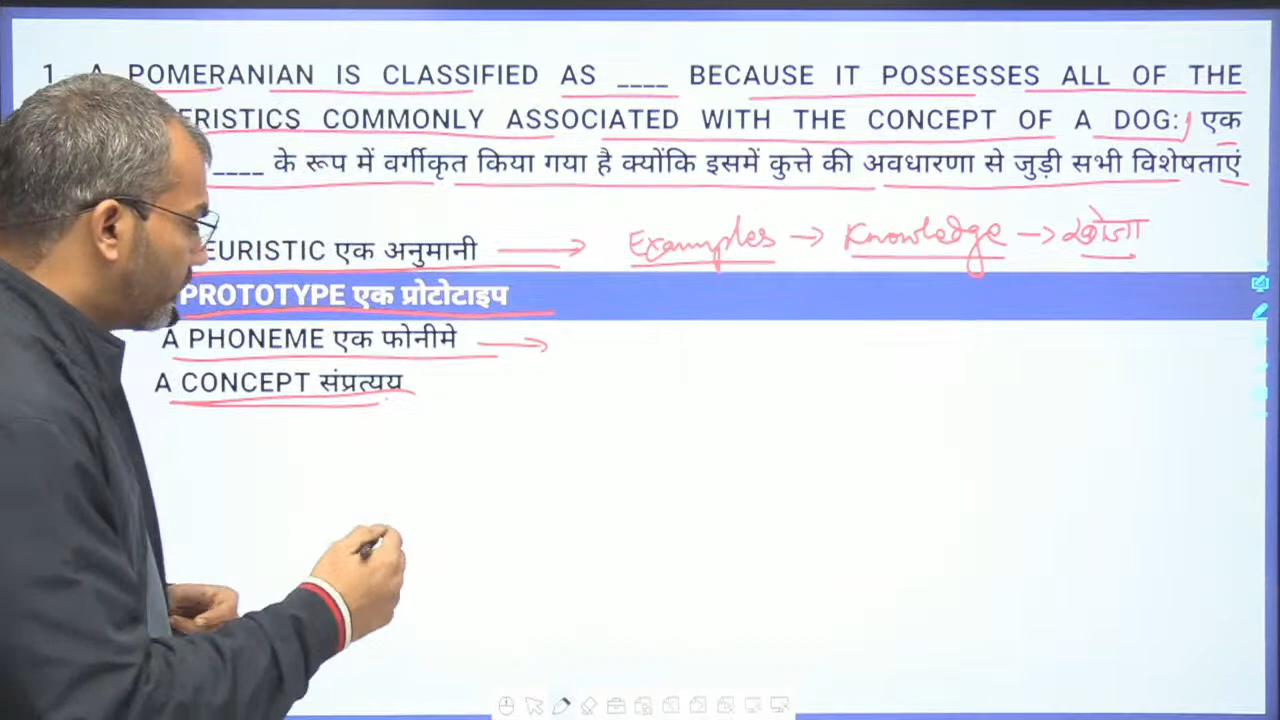 1. A POMERANIAN IS CLASSIFIED AS ____ BECAUSE IT POSSESSES ALL OF THE
ERISTICS COMMONLY ASSOCIATED WITH THE CONCEPT OF A DOG: एक
____ के रूप में वर्गीकृत किया गया है क्योंकि इसमें कुत्ते की अवधारणा से जुड़ी सभी विशेषताएं
EURISTIC एक अनुमानी Examples → Knowledge → खोजा
PROTOTYPE एक प्रोटोटाइप
A PHONEME एक फोनीमे
A CONCEPT संप्रत्यय